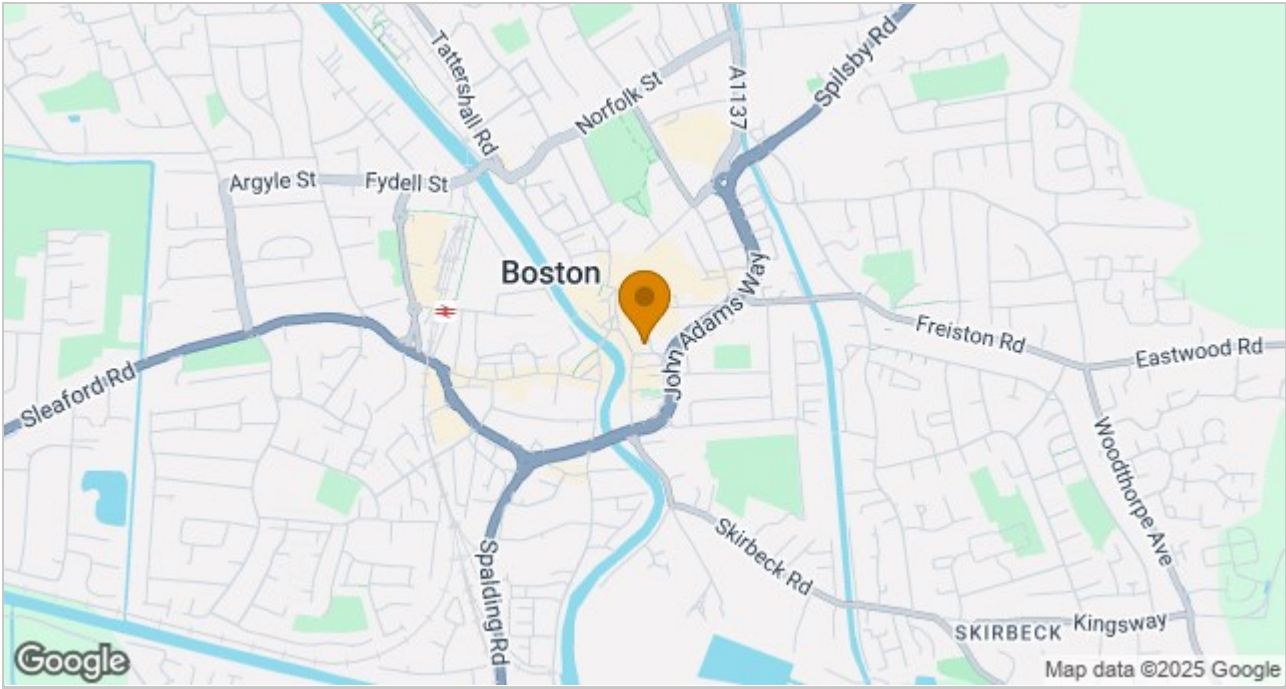 Tattershall Rd
Norfolk St
A1137
Spilsby Rd
Argyle St
Fydell St
Boston
John Adams Way
Freiston Rd
Eastwood Rd
Sleaford Rd
Woodthorpe Ave
Spalding Rd
Skirbeck Rd
SKIRBECK
Kingsway
Google
Map data ©2025 Google